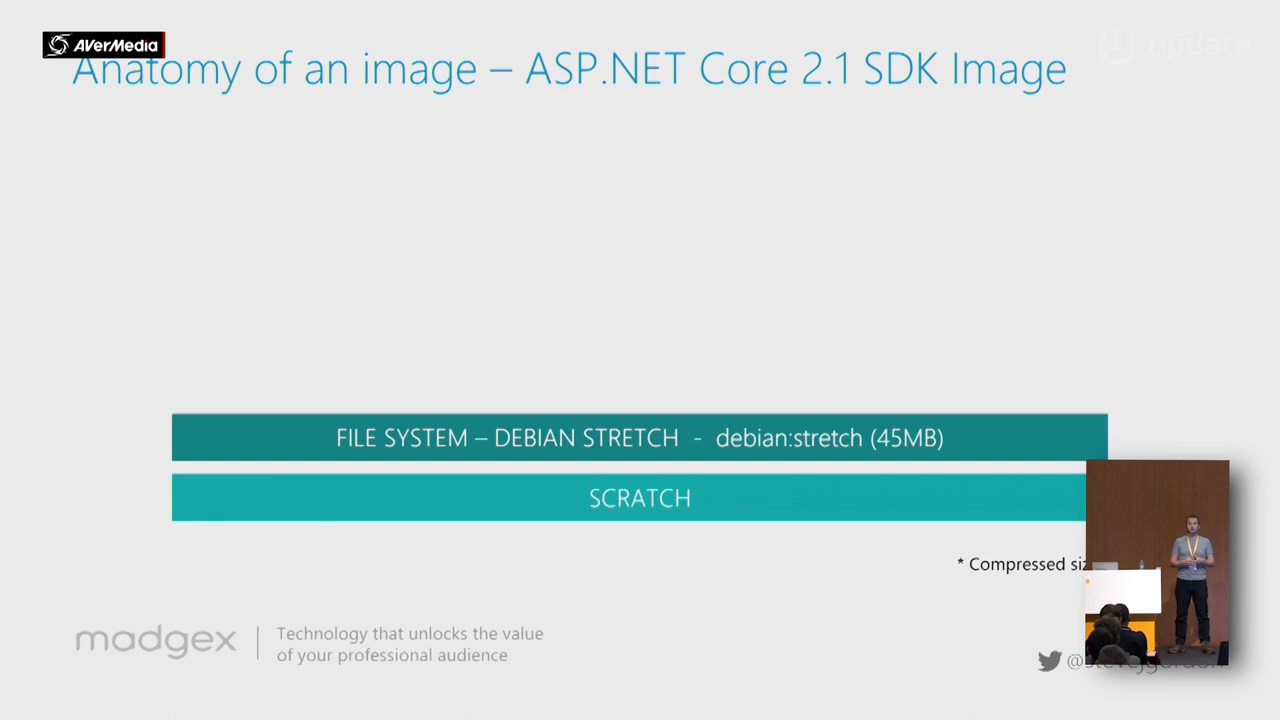 AVerMedia
update
Anatomy of an image – ASP.NET Core 2.1 SDK Image
FILE SYSTEM – DEBIAN STRETCH - debian:stretch (45MB)
SCRATCH
* Compressed
madgex
Technology that unlocks the value
of your professional audience